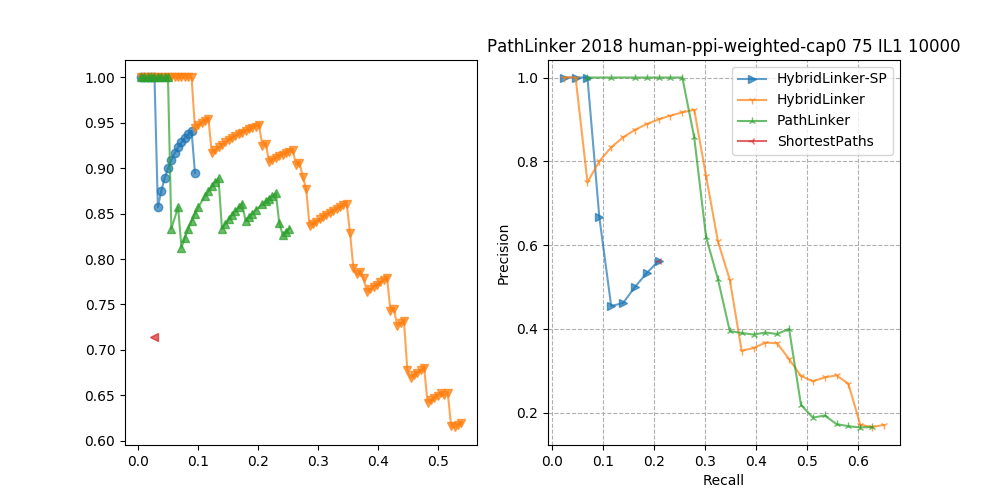 PathLinker 2018 human-ppi-weighted-cap0 75 IL1 10000
1.00
0.95
0.90
0.85
0.80
0.75
0.70
0.65
0.60
0.0 0.1 0.2 0.3 0.4 0.5
Precision
1.0
0.8
0.6
0.4
0.2
HybridLinker-SP
HybridLinker
PathLinker
ShortestPaths
0.0 0.1 0.2 0.3 0.4 0.5 0.6
Recall